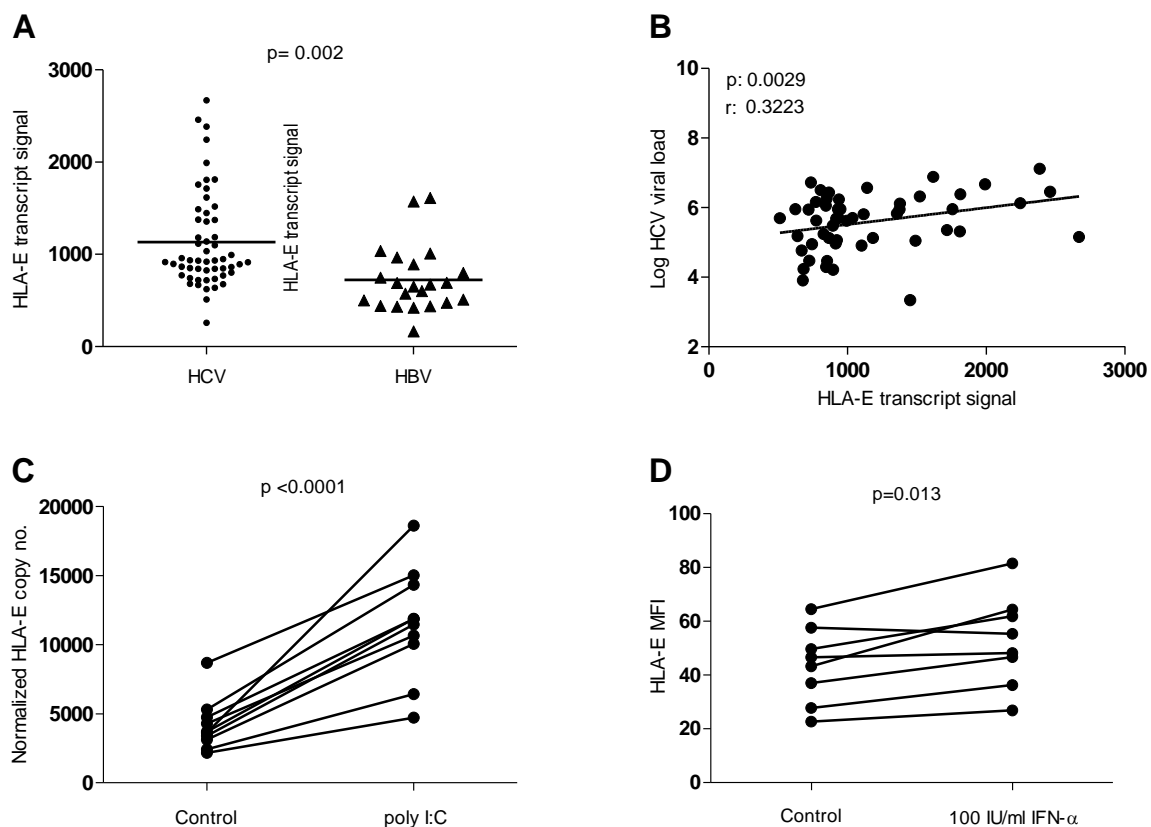 A
p= 0.002
HLA-E transcript signal
3000
2000
1000
0
HLA-E transcript signal
HCV
HBV
B
p: 0.0029
r: 0.3223
Log HCV viral load
10
8
6
4
2
0
1000
2000
3000
HLA-E transcript signal
C
p <0.0001
Normalized HLA-E copy no.
20000
15000
10000
5000
0
Control
poly I:C
D
p=0.013
HLA-E MFI
100
80
60
40
20
0
Control
100 IU/ml IFN-α